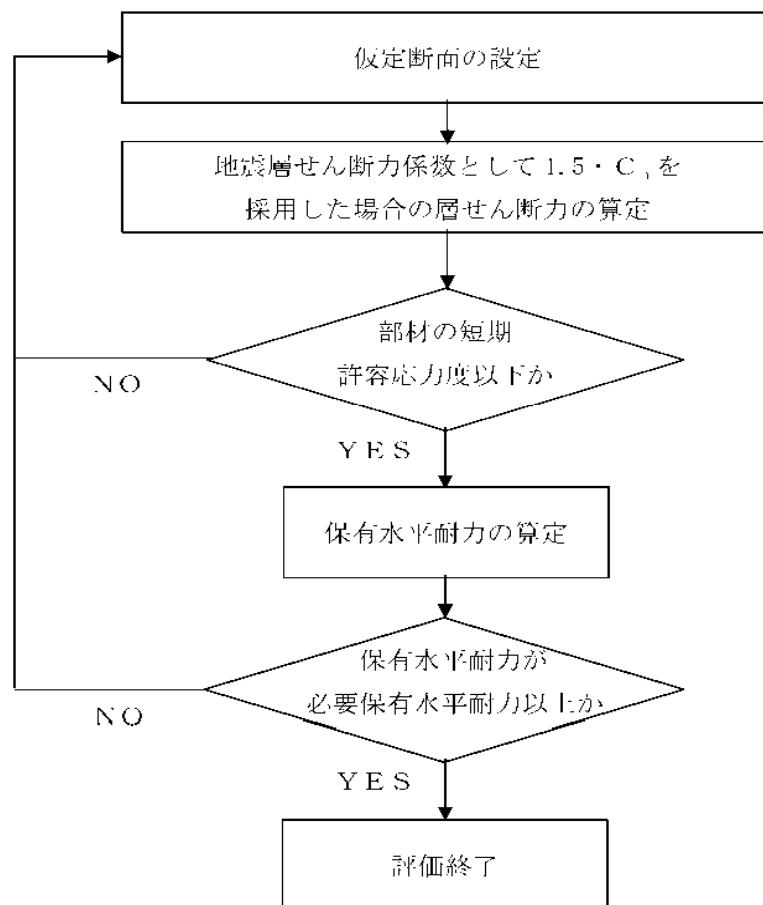 仮定断面の設定
地震層せん断力係数として1.5・Ciを
採用した場合の層せん断力の算定
部材の短期
許容応力度以下か
NO
YES
保有水平耐力の算定
保有水平耐力が
必要保有水平耐力以上か
NO
YES
評価終了